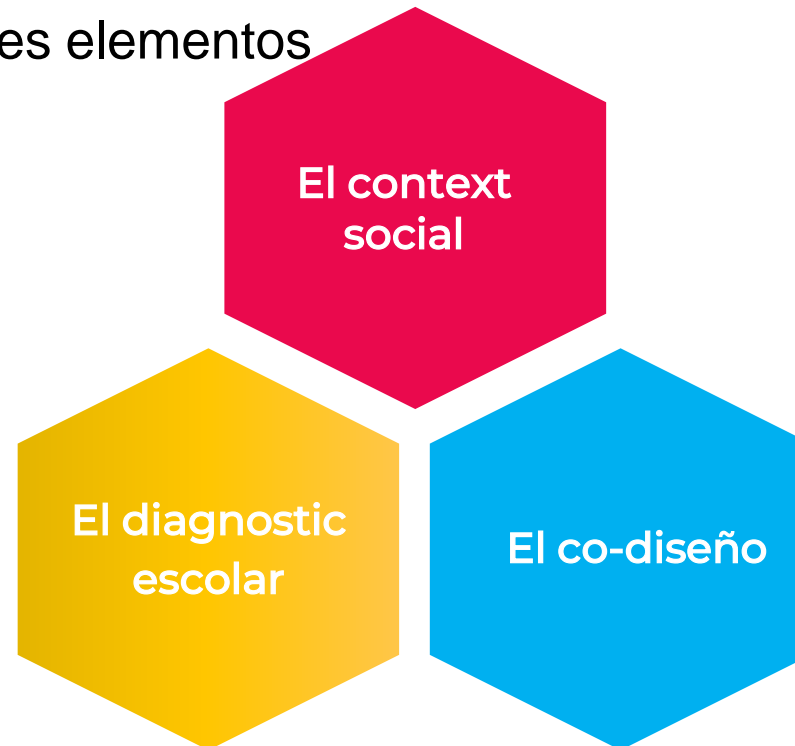 es elementos
El context
social
El diagnostic
escolar
El co-diseño